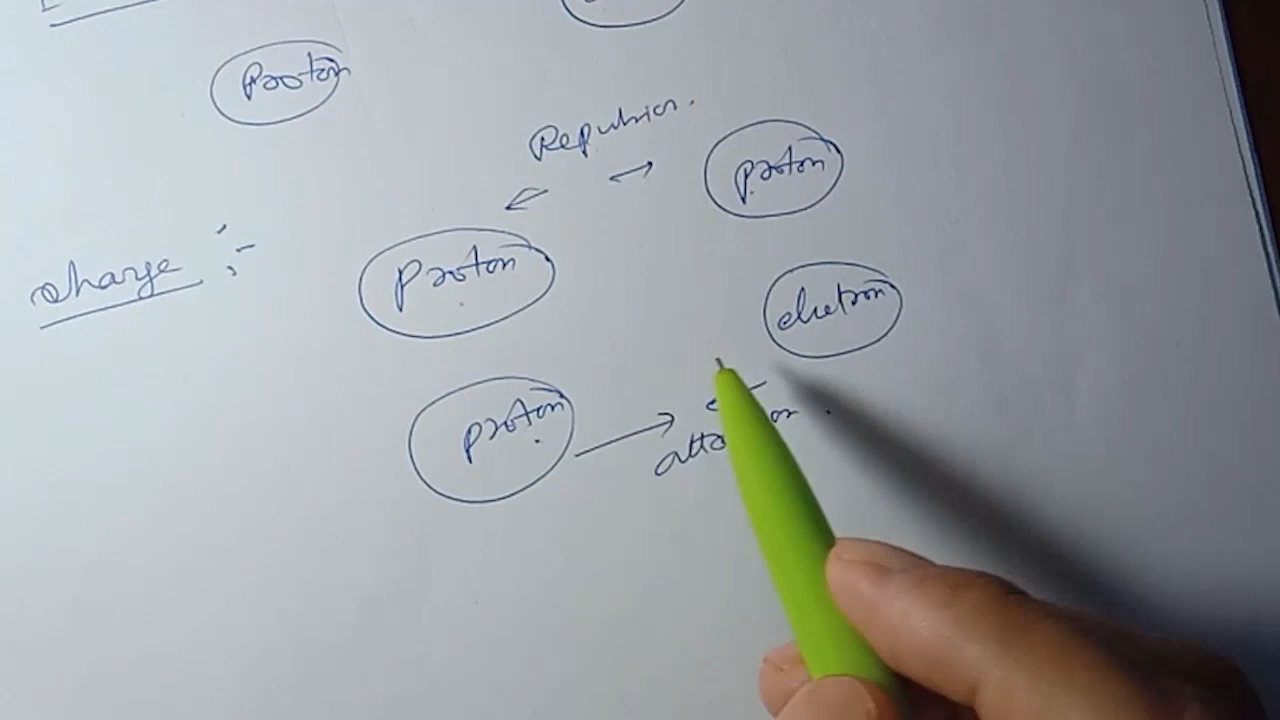 proton
Repulsion.
proton
charge :-
proton
electron
proton